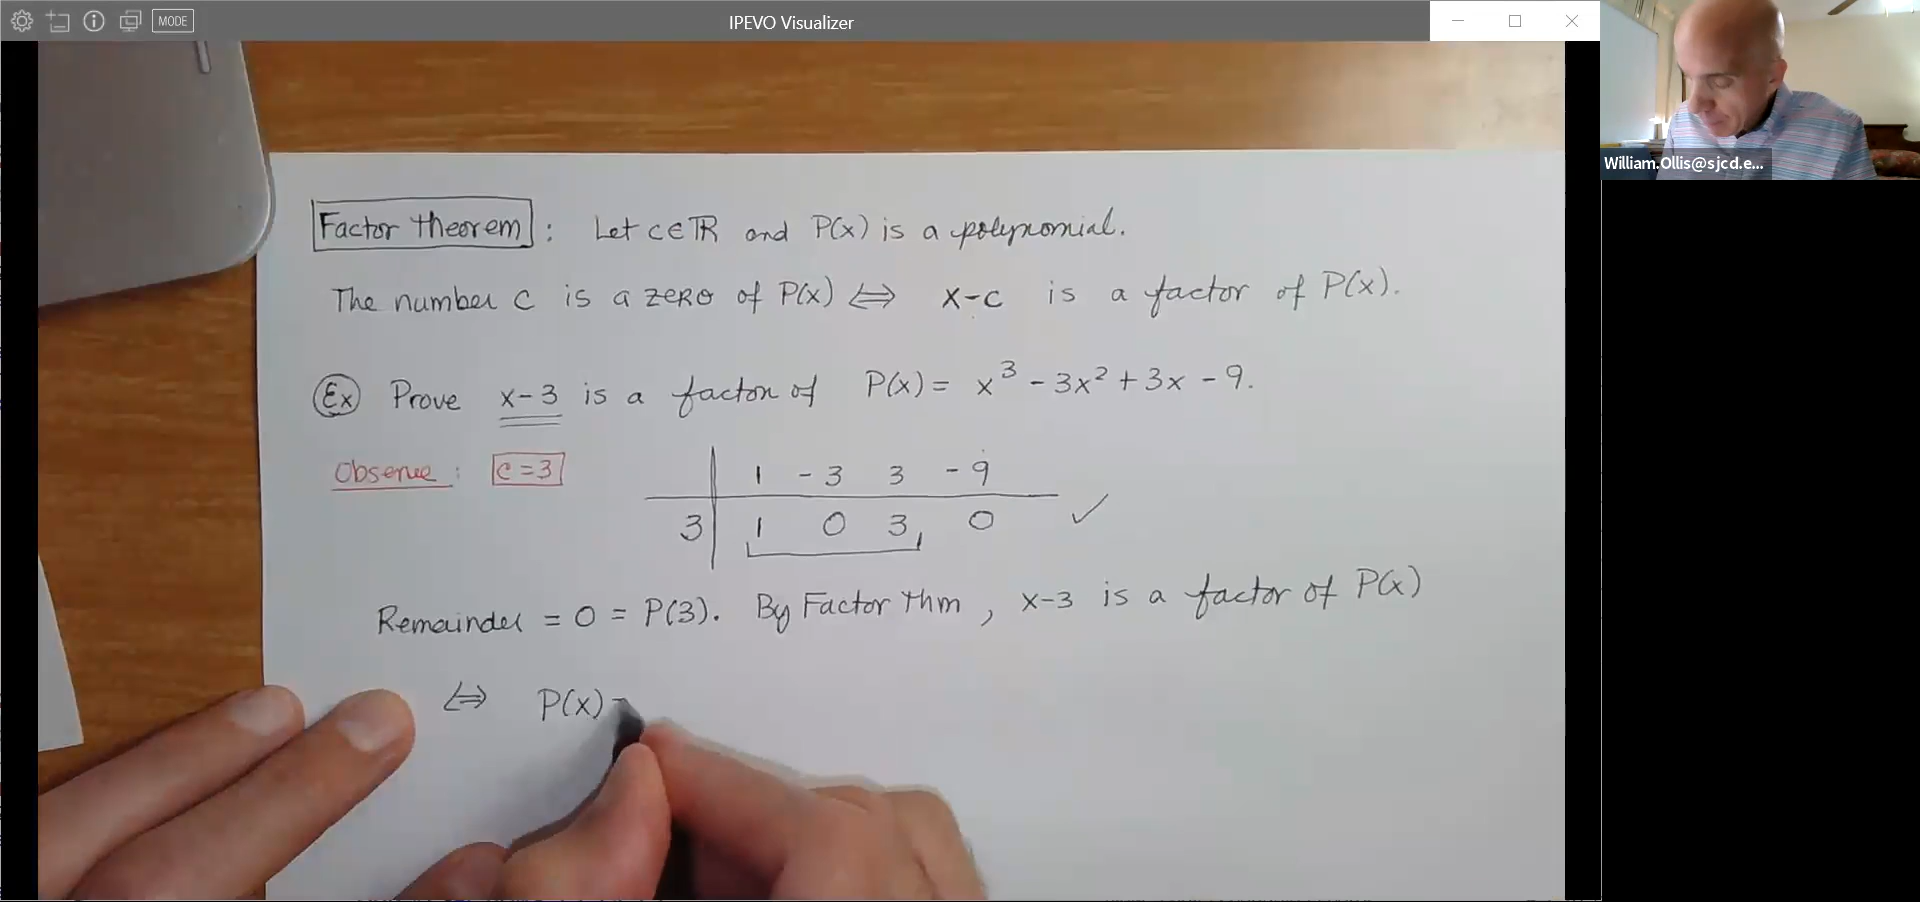 MODE
IPEVO Visualizer
William.Ollis@sjcd.e...
Factor theorem : Let c∈ℝ and P(x) is a polynomial.
The number c is a zero of P(x) ⟺ x-c is a factor of P(x).
Ex Prove x-3 is a factor of P(x) = x³ - 3x² + 3x - 9.
Observe : c=3
1 -3 3 -9
3 1 0 3 0 ✓
Remainder = 0 = P(3). By Factor thm, x-3 is a factor of P(x)
⟺ P(x) =